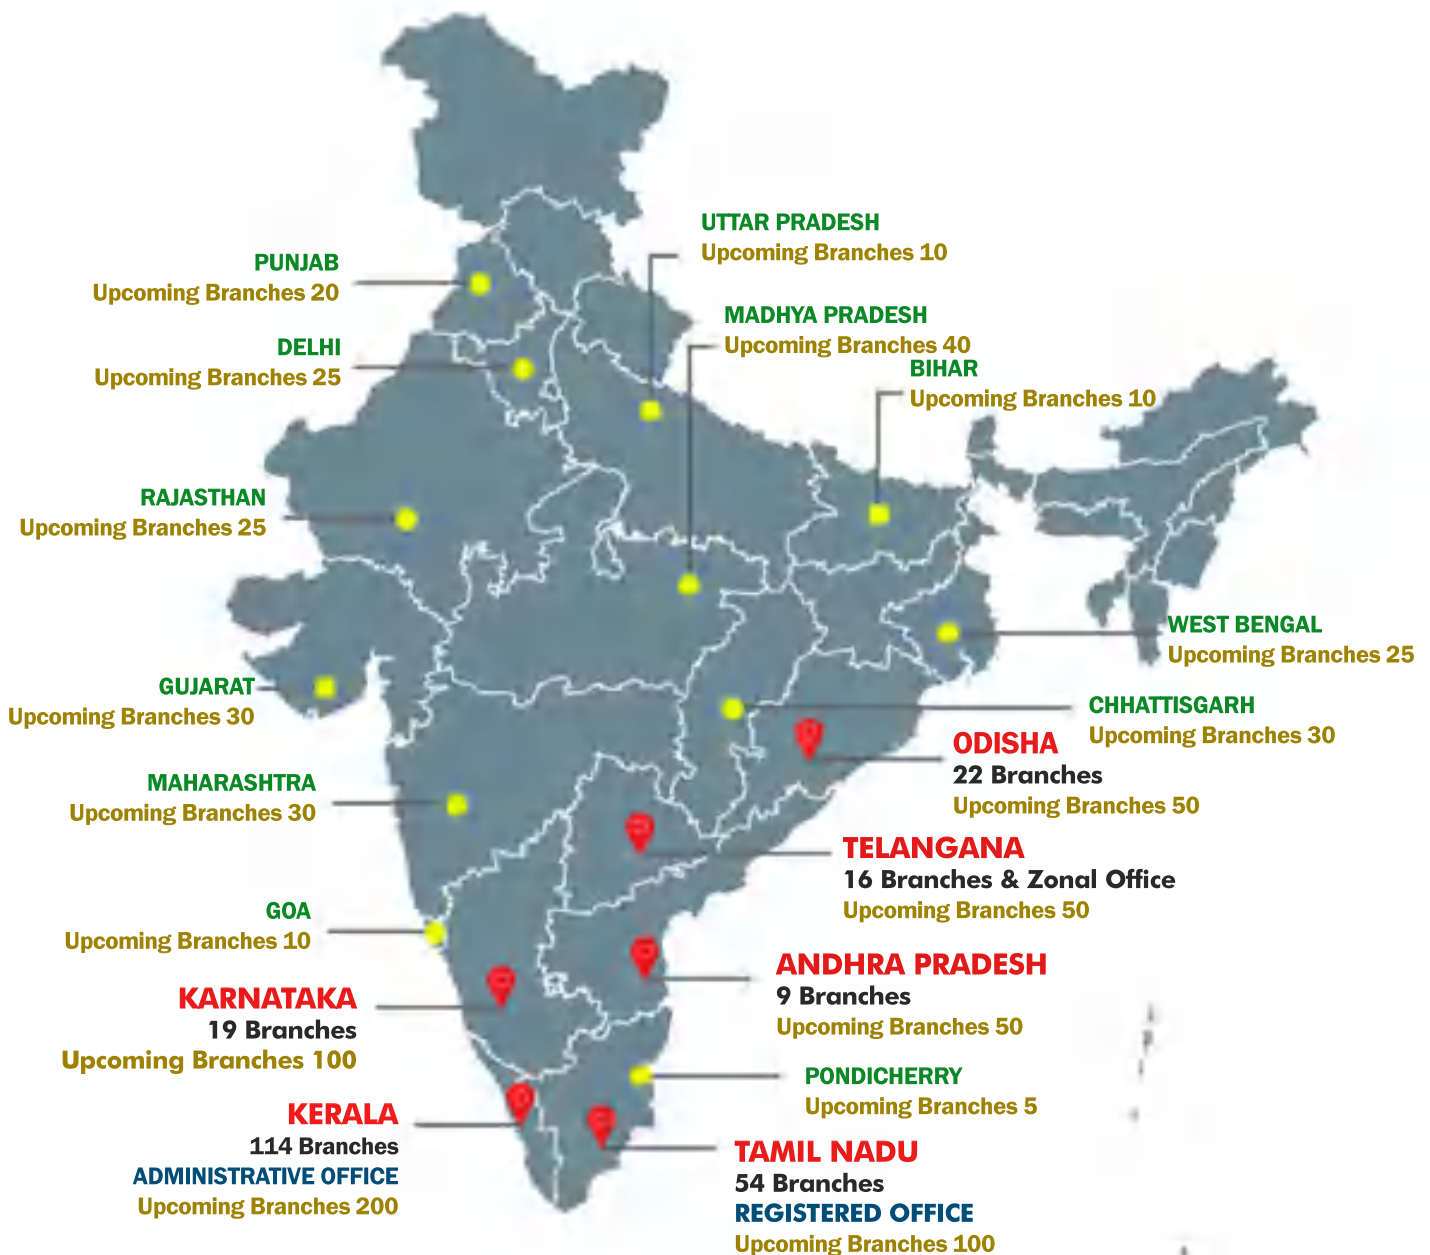 UTTAR PRADESH
Upcoming Branches 10
PUNJAB
Upcoming Branches 20
MADHYA PRADESH
Upcoming Branches 40
DELHI
Upcoming Branches 25
BIHAR
Upcoming Branches 10
RAJASTHAN
Upcoming Branches 25
WEST BENGAL
Upcoming Branches 25
GUJARAT
Upcoming Branches 30
CHHATTISGARH
Upcoming Branches 30
ODISHA
22 Branches
Upcoming Branches 50
MAHARASHTRA
Upcoming Branches 30
TELANGANA
16 Branches & Zonal Office
Upcoming Branches 50
GOA
Upcoming Branches 10
ANDHRA PRADESH
9 Branches
Upcoming Branches 50
KARNATAKA
19 Branches
Upcoming Branches 100
PONDICHERRY
Upcoming Branches 5
KERALA
114 Branches
ADMINISTRATIVE OFFICE
Upcoming Branches 200
TAMIL NADU
54 Branches
REGISTERED OFFICE
Upcoming Branches 100